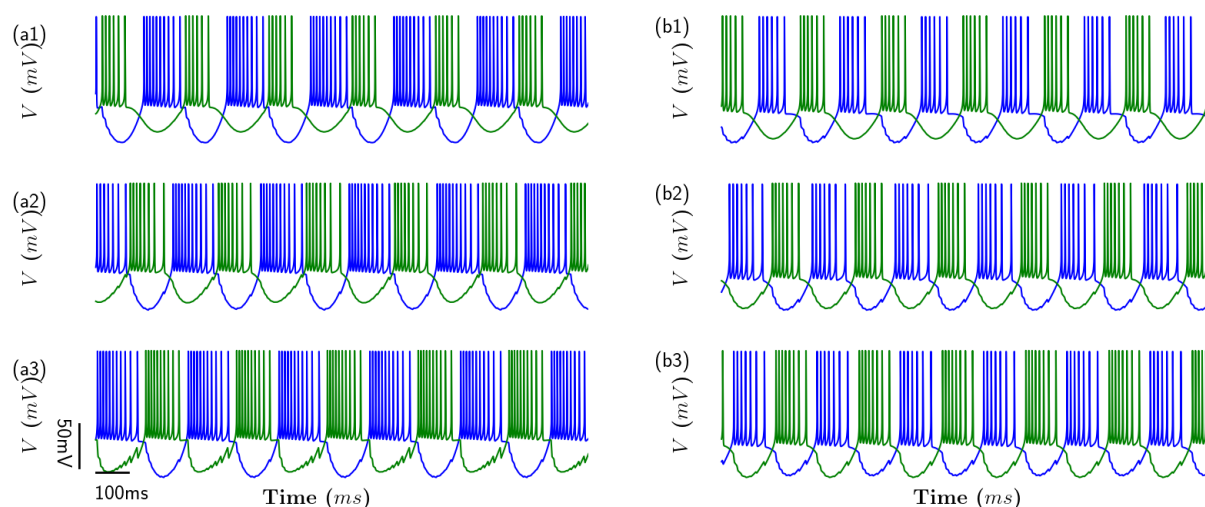 (a1)
V (mV)
(b1)
V (mV)
(a2)
V (mV)
(b2)
V (mV)
(a3)
V (mV)
50mV
100ms
Time (ms)
(b3)
V (mV)
Time (ms)